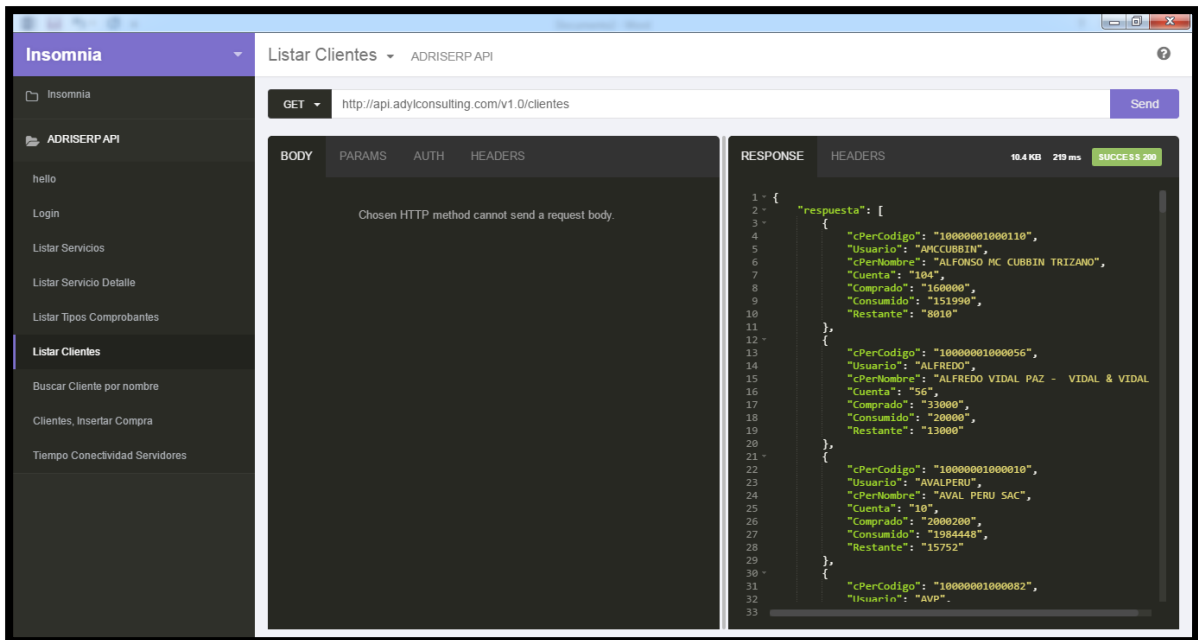 Insomnia
Listar Clientes ADRISERP API
Insomnia
ADRISERP API
hello
Login
Listar Servicios
Listar Servicio Detalle
Listar Tipos Comprobantes
Listar Clientes
Buscar Cliente por nombre
Clientes, Insertar Compra
Tiempo Conectividad Servidores
GET http://api.adylconsulting.com/v1.0/clientes Send
BODY PARAMS AUTH HEADERS
Chosen HTTP method cannot send a request body.
RESPONSE HEADERS 10.4 KB 219 ms SUCCESS 200
1 {
2 "respuesta": [
3 {
4 "cPerCodigo": "10000001000110",
5 "Usuario": "AMCCUBBIN",
6 "cPerNombre": "ALFONSO MC CUBBIN TRIZANO",
7 "Cuenta": "104",
8 "Comprado": "160000",
9 "Consumido": "151990",
10 "Restante": "8010"
11 },
12 {
13 "cPerCodigo": "10000001000056",
14 "Usuario": "ALFREDO",
15 "cPerNombre": "ALFREDO VIDAL PAZ - VIDAL & VIDAL
16 "Cuenta": "56",
17 "Comprado": "33000",
18 "Consumido": "20000",
19 "Restante": "13000"
20 },
21 {
22 "cPerCodigo": "10000001000010",
23 "Usuario": "AVALPERU",
24 "cPerNombre": "AVAL PERU SAC",
25 "Cuenta": "10",
26 "Comprado": "2000200",
27 "Consumido": "1984448",
28 "Restante": "15752"
29 },
30 {
31 "cPerCodigo": "10000001000082",
32 "Usuario": "AVP",
33